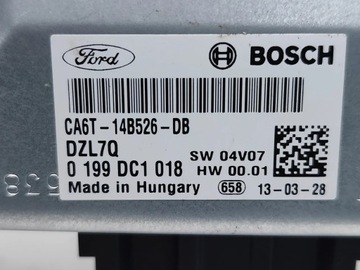 Ford
BOSCH
CA6T-14B526-DB
DZL7Q
0 199 DC1 018
SW 04V07
HW 00.01
Made in Hungary
658
13-03-28